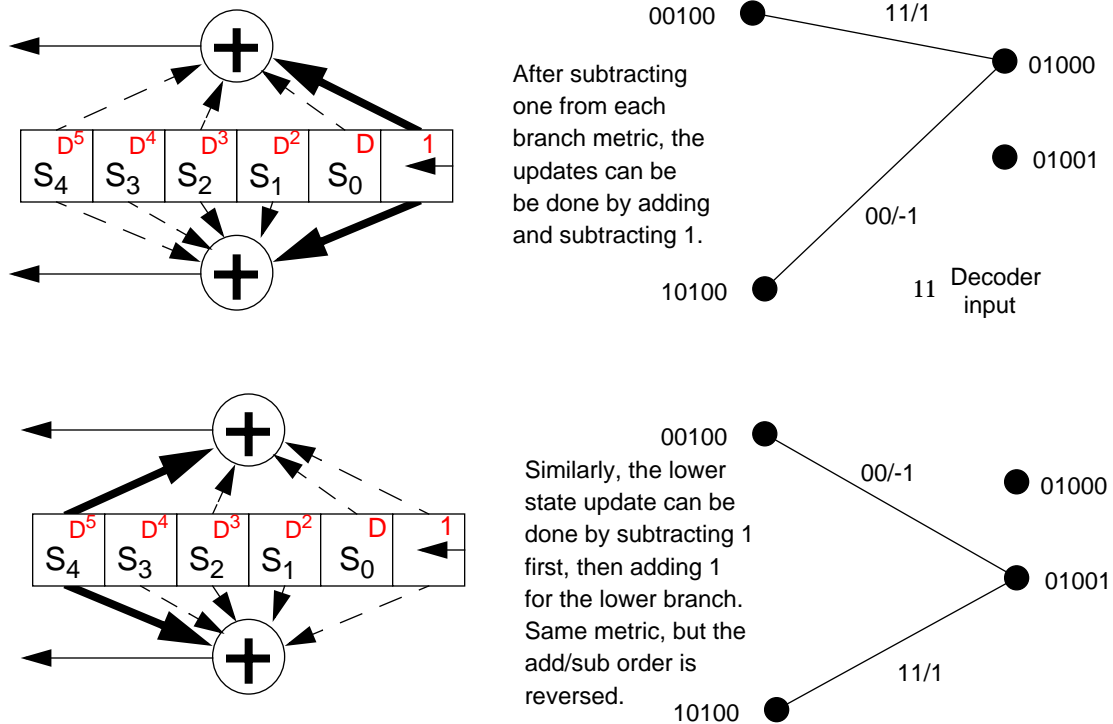 00100
11/1
01000
After subtracting
one from each
branch metric, the
updates can be
be done by adding
and subtracting 1.
01001
00/-1
10100
11 Decoder
input
+
D5 D4 D3 D2 D 1
S4 S3 S2 S1 S0
+
00100
00/-1
01000
Similarly, the lower
state update can be
done by subtracting 1
first, then adding 1
for the lower branch.
Same metric, but the
add/sub order is
reversed.
01001
11/1
10100
+
D5 D4 D3 D2 D 1
S4 S3 S2 S1 S0
+